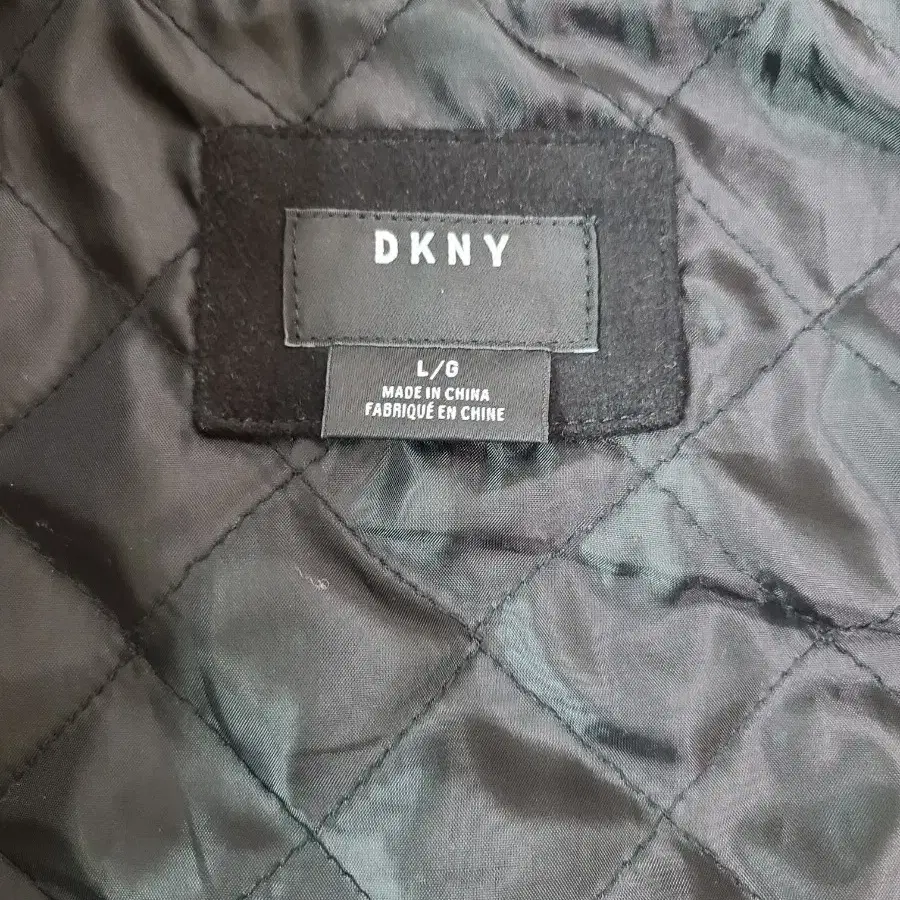 DKNY
L/G
MADE IN CHINA
FABRIQUÉ EN CHINE